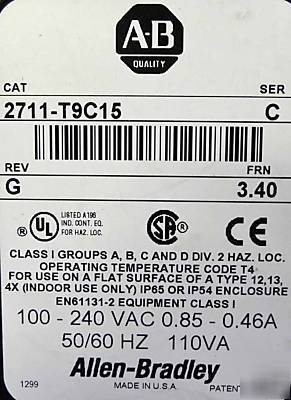 A-B
QUALITY
CAT SER
2711-T9C15 C
REV FRN
G 3.40
UL
LISTED A196
IND. CONT. EQ.
FOR HAZ. LOC.
SA
CLASS I GROUPS A, B, C AND D DIV. 2 HAZ. LOC.
OPERATING TEMPERATURE CODE T4
FOR USE ON A FLAT SURFACE OF A TYPE 12,13,
4X (INDOOR USE ONLY) IP65 OR IP54 ENCLOSURE
EN61131-2 EQUIPMENT CLASS I
100 - 240 VAC 0.85 - 0.46A
50/60 HZ 110VA
Allen-Bradley
1299 MADE IN U.S.A. PATENT